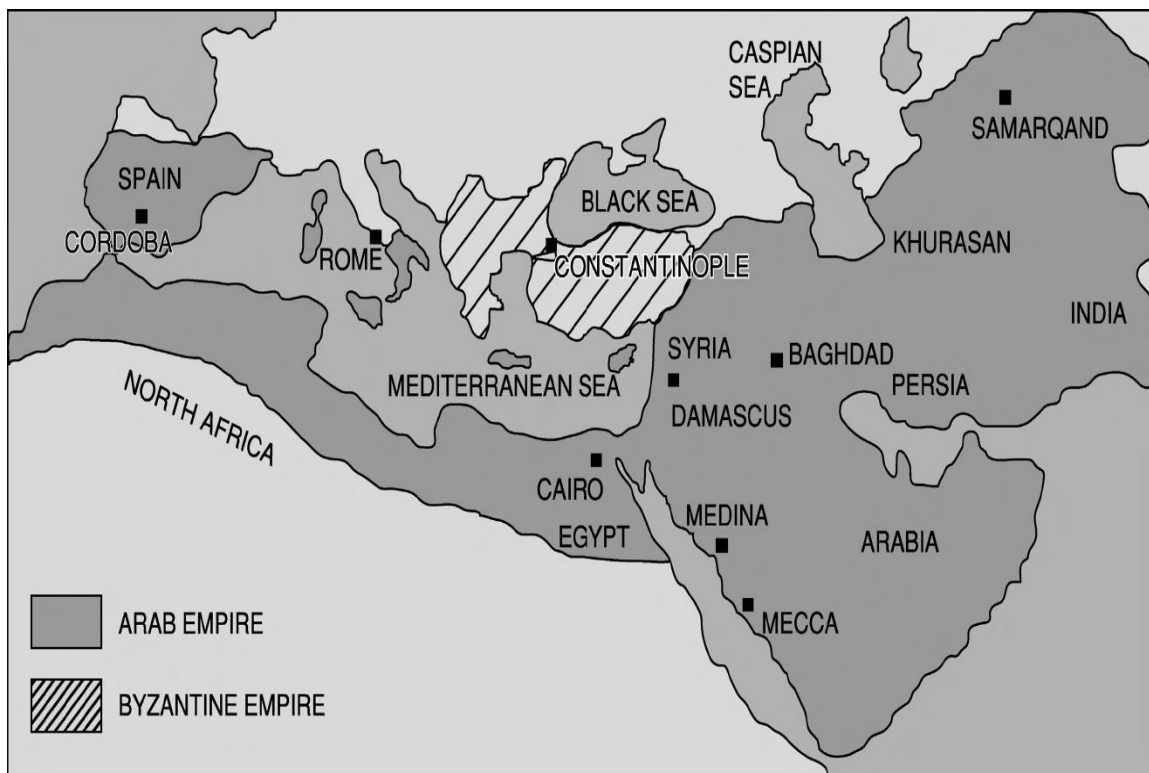 CASPIAN
SEA
SAMARQAND
SPAIN
BLACK SEA
CORDOBA
ROME
KHURASAN
CONSTANTINOPLE
INDIA
SYRIA
BAGHDAD
MEDITERRANEAN SEA
PERSIA
NORTH AFRICA
DAMASCUS
CAIRO
MEDINA
EGYPT
ARABIA
ARAB EMPIRE
MECCA
BYZANTINE EMPIRE